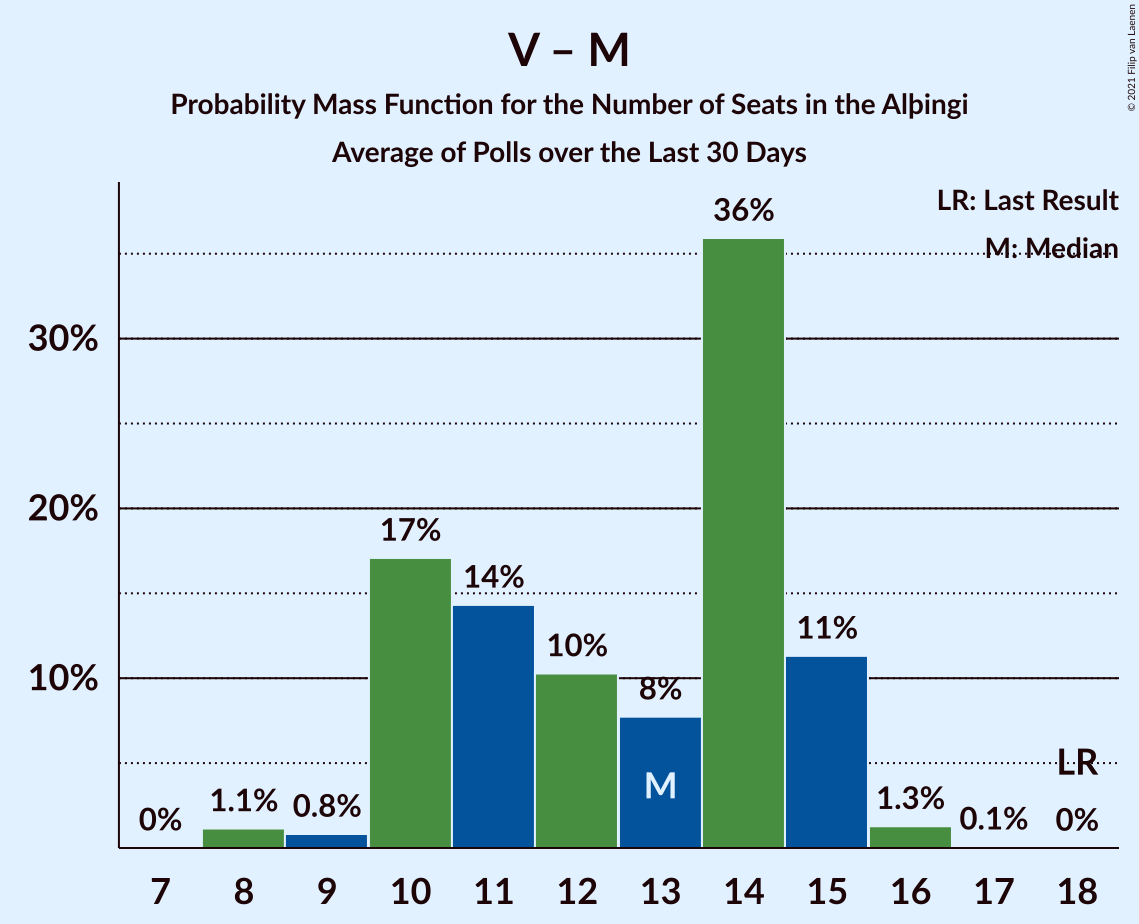 V – M
Probability Mass Function for the Number of Seats in the Alþingi
Average of Polls over the Last 30 Days
© 2021 Filip van Laenen
LR: Last Result
M: Median
36%
30%
20%
17%
14%
11%
10%
10%
8%
M
LR
0%
1.1%
0.8%
1.3%
0.1%
0%
7 8 9 10 11 12 13 14 15 16 17 18